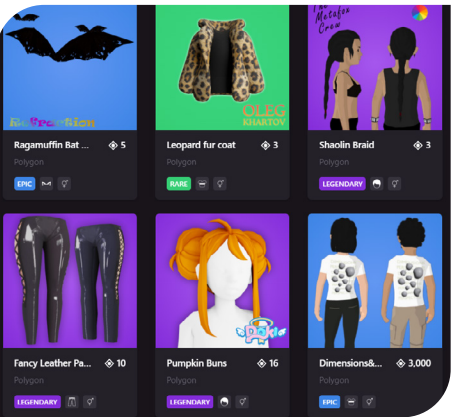 The
Metafox
Crew
Refraction
OLEG
KHARTOV
Ragamuffin Bat ... 5
Polygon
EPIC
Leopard fur coat 3
Polygon
RARE
Shaolin Braid 3
Polygon
LEGENDARY
Fancy Leather Pa... 10
Polygon
LEGENDARY
Pumpkin Buns 16
Polygon
LEGENDARY
Dimensions&... 3,000
Polygon
EPIC